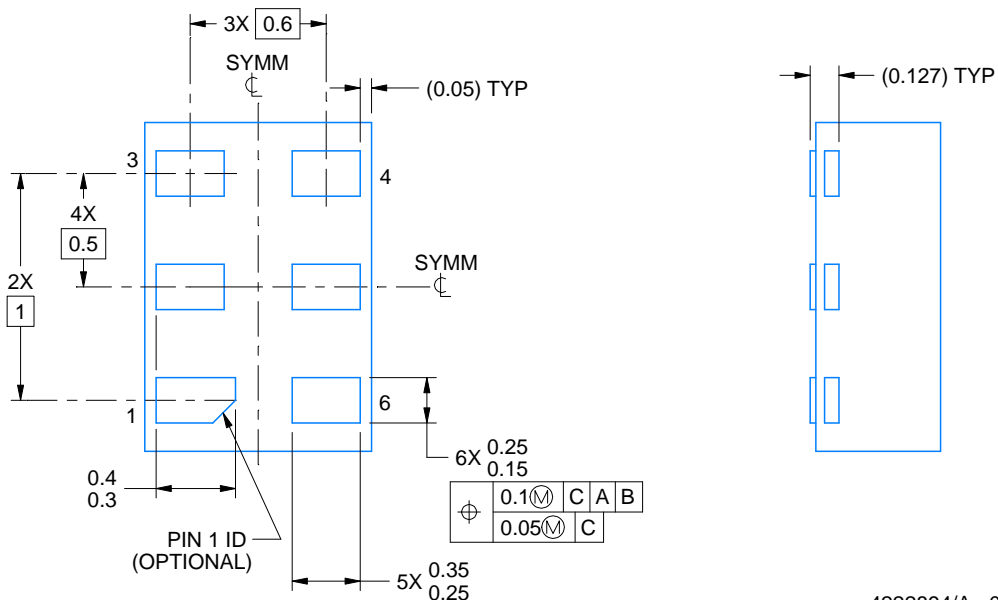 3X 0.6
SYMM
(0.05) TYP
(0.127) TYP
3
4
4X
0.5
SYMM
2X
1
1
6
6X 0.25
0.15
0.4
0.3
0.1Ⓜ C A B
0.05Ⓜ C
PIN 1 ID
(OPTIONAL)
5X 0.35
0.25